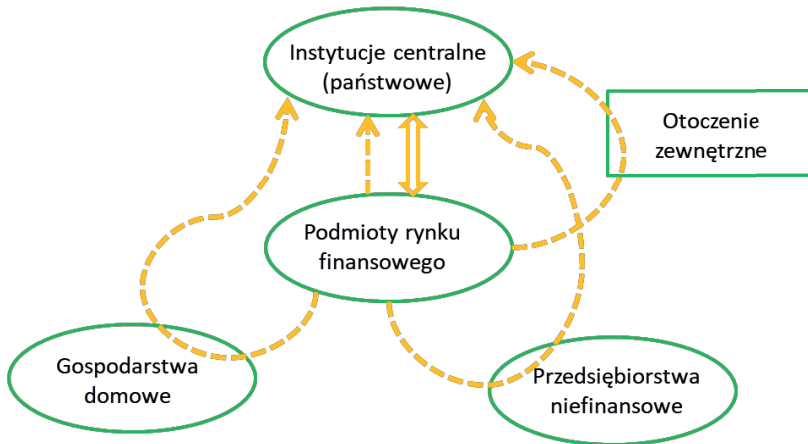 Instytucje centralne
(państwowe)
Otoczenie
zewnętrzne
Podmioty rynku
finansowego
Gospodarstwa
domowe
Przedsiębiorstwa
niefinansowe